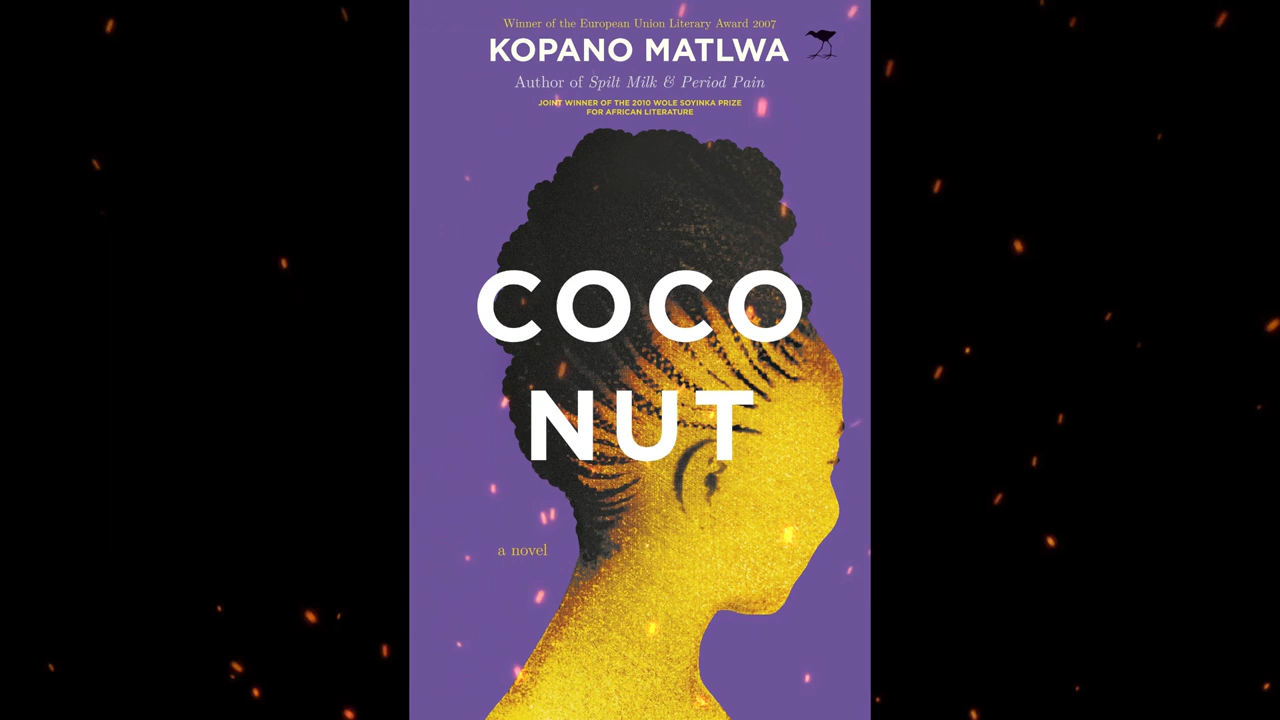 Winner of the European Union Literary Award 2007
KOPANO MATLWA
Author of Spilt Milk & Period Pain
JOINT WINNER OF THE 2010 WOLE SOYINKA PRIZE
FOR AFRICAN LITERATURE
COCO
NUT
a novel